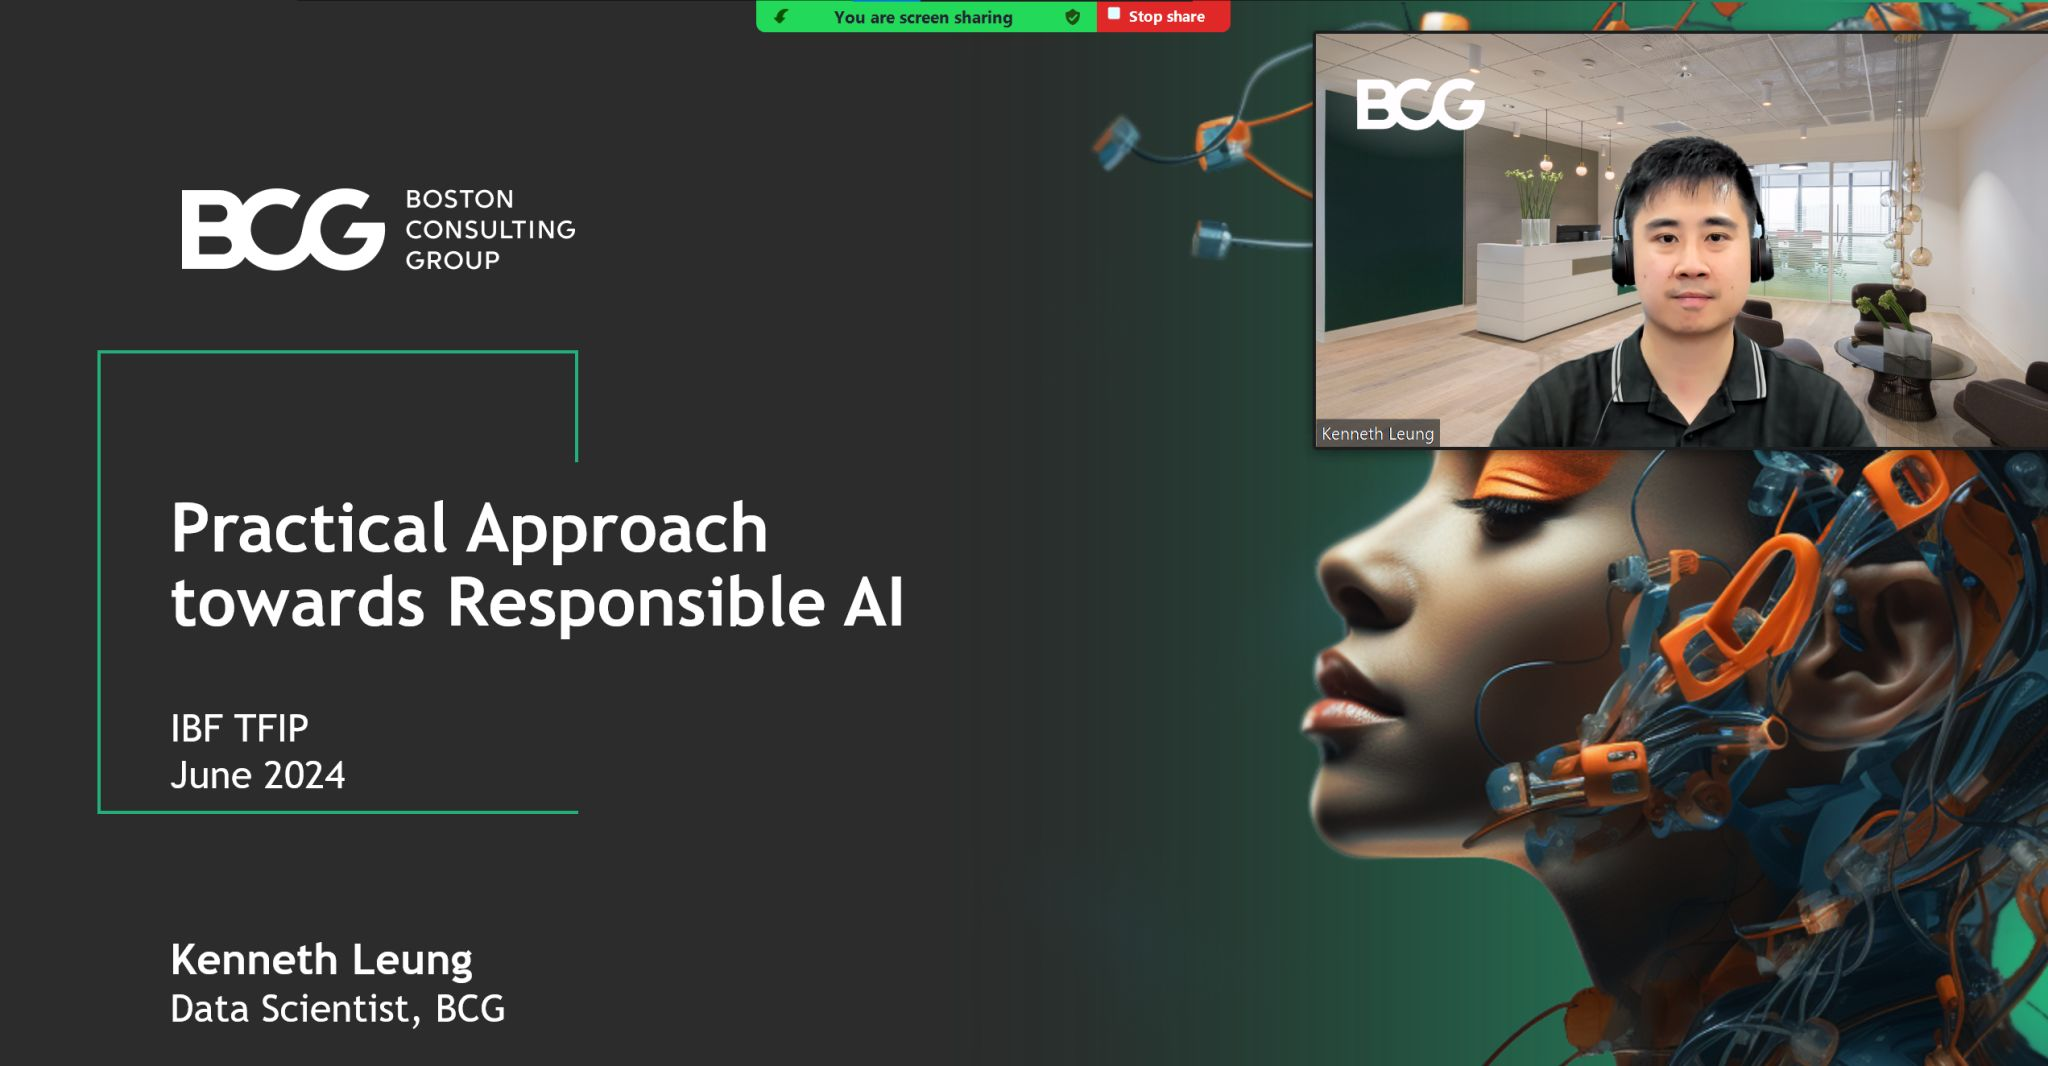 You are screen sharing
Stop share
BCG
BCG
BOSTON
CONSULTING
GROUP
Kenneth Leung
Practical Approach
towards Responsible AI
IBF TFIP
June 2024
Kenneth Leung
Data Scientist, BCG